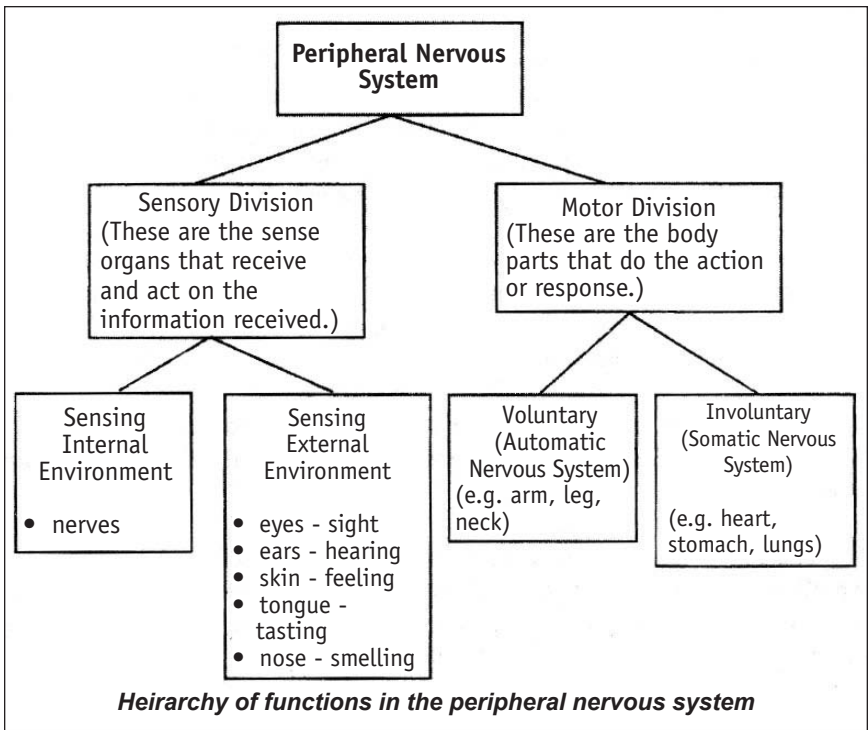 Peripheral Nervous
System
Sensory Division
(These are the sense
organs that receive
and act on the
information received.)
Motor Division
(These are the body
parts that do the action
or response.)
Sensing
Internal
Environment
• nerves
Sensing
External
Environment
• eyes - sight
• ears - hearing
• skin - feeling
• tongue -
tasting
• nose - smelling
Voluntary
(Automatic
Nervous System)
(e.g. arm, leg,
neck)
Involuntary
(Somatic Nervous
System)
(e.g. heart,
stomach, lungs)
Heirarchy of functions in the peripheral nervous system